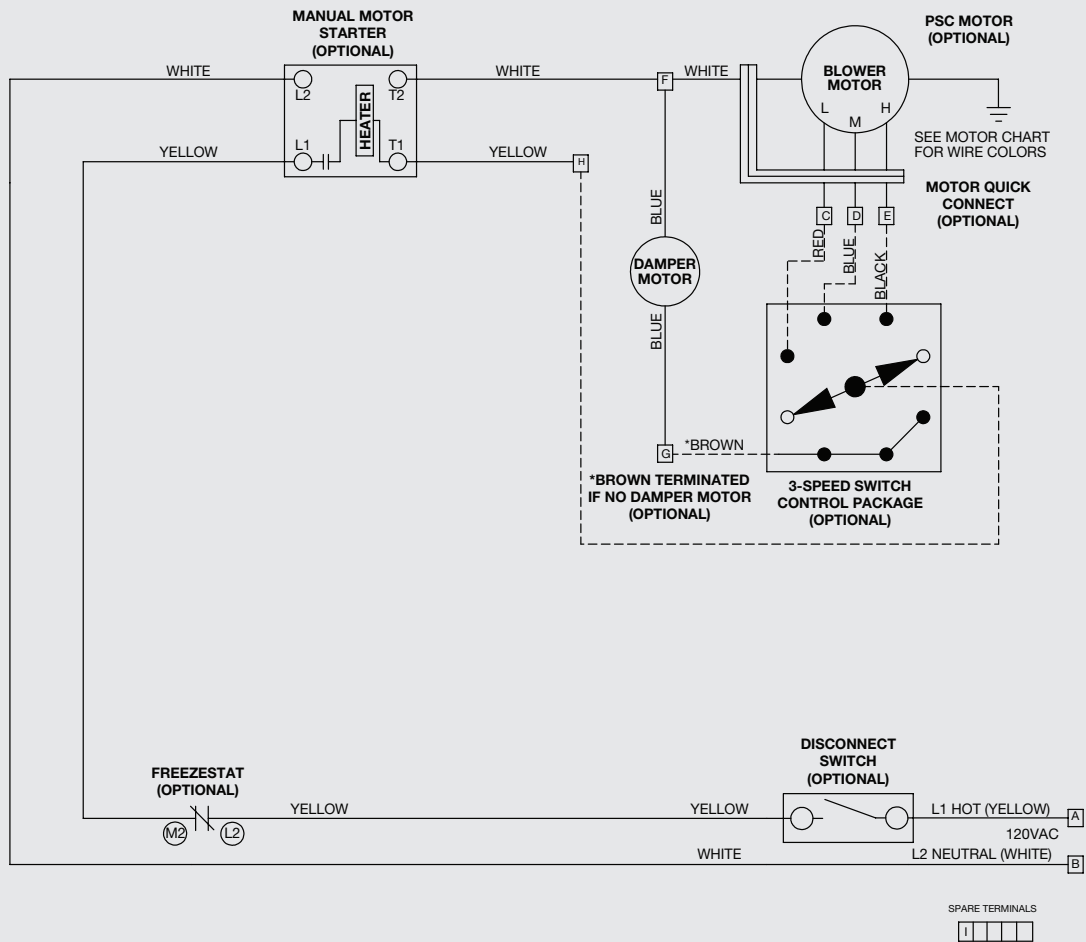 MANUAL MOTOR
STARTER
(OPTIONAL)
PSC MOTOR
(OPTIONAL)
WHITE
L2
T2
WHITE
F
WHITE
BLOWER
MOTOR
L
M
H
HEATER
L1
T1
YELLOW
YELLOW
H
SEE MOTOR CHART
FOR WIRE COLORS
MOTOR QUICK
CONNECT
(OPTIONAL)
C
D
E
BLUE
RED
BLUE
BLACK
DAMPER
MOTOR
BLUE
G
*BROWN
*BROWN TERMINATED
IF NO DAMPER MOTOR
(OPTIONAL)
3-SPEED SWITCH
CONTROL PACKAGE
(OPTIONAL)
DISCONNECT
SWITCH
(OPTIONAL)
FREEZESTAT
(OPTIONAL)
M2
L2
YELLOW
YELLOW
L1 HOT (YELLOW)
A
120VAC
WHITE
L2 NEUTRAL (WHITE)
B
SPARE TERMINALS
I